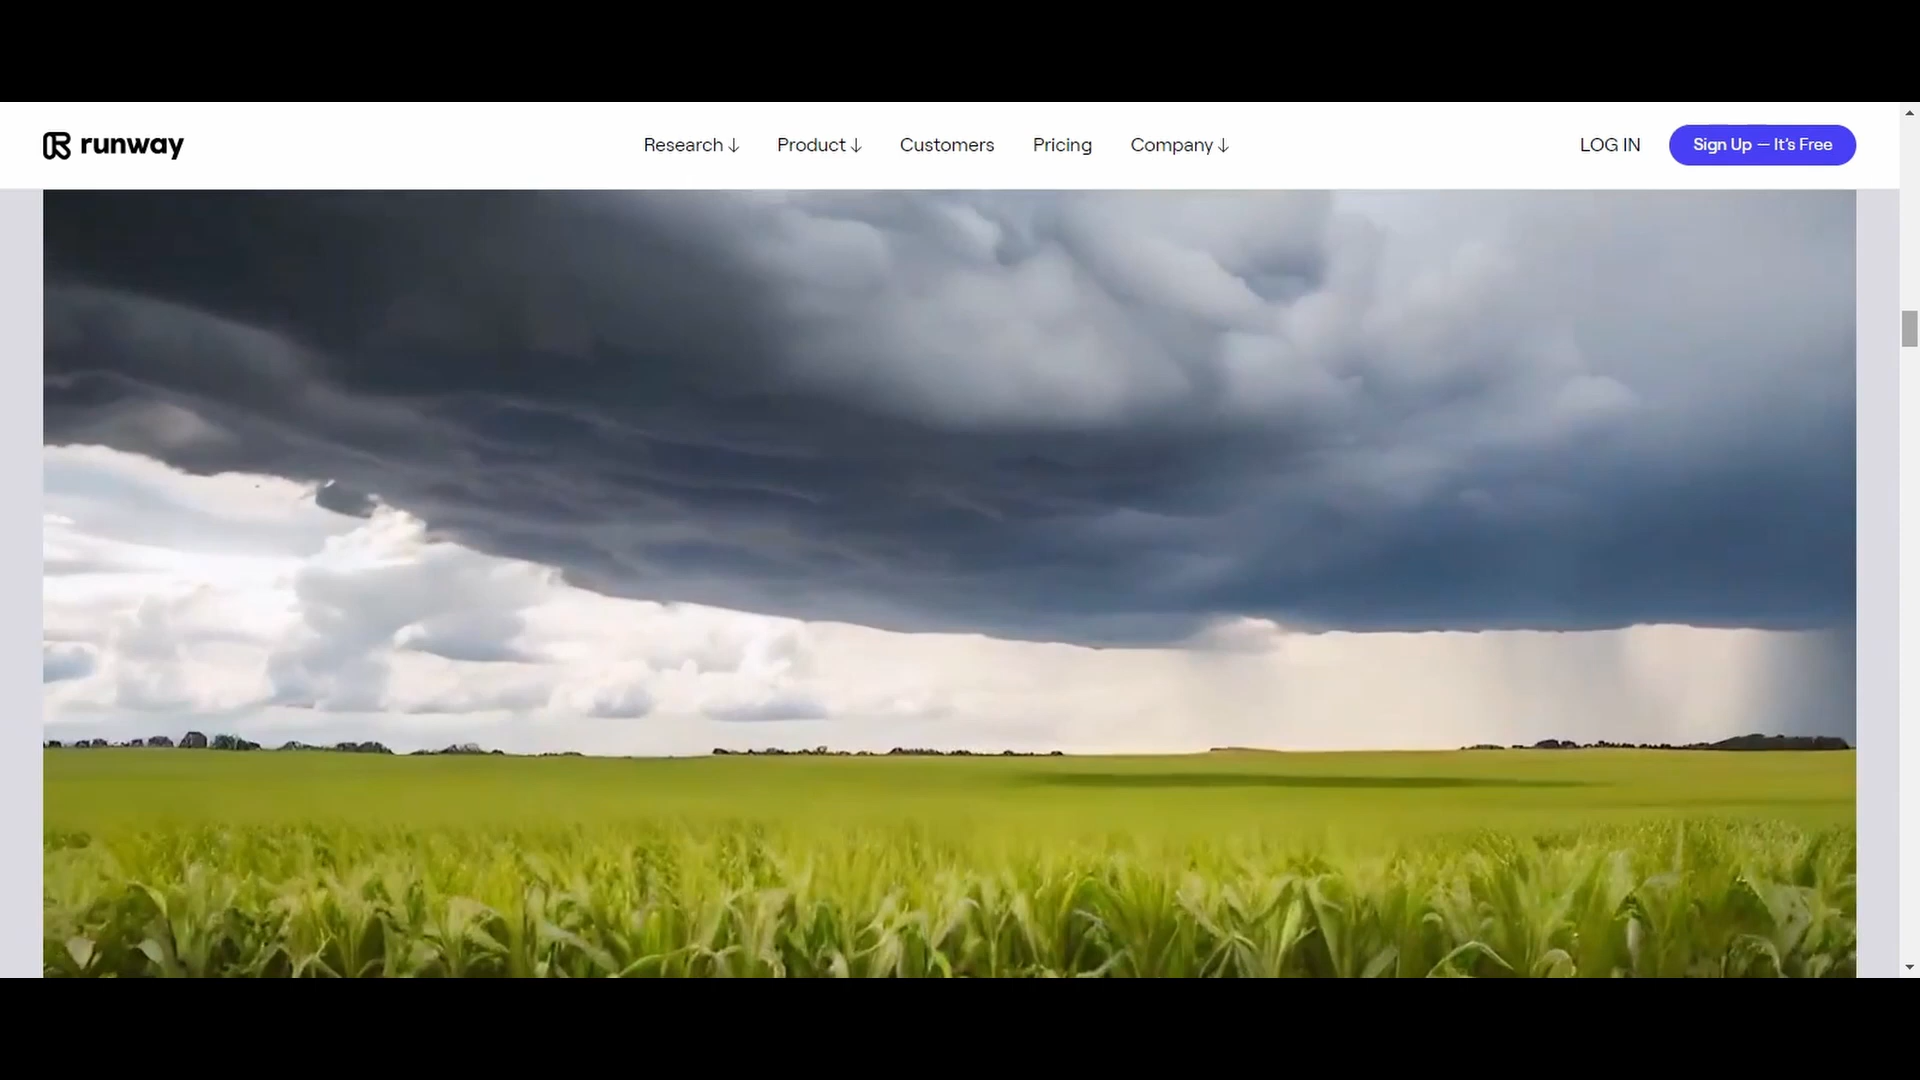 runway
Research ↓
Product ↓
Customers
Pricing
Company ↓
LOG IN
Sign Up — It's Free